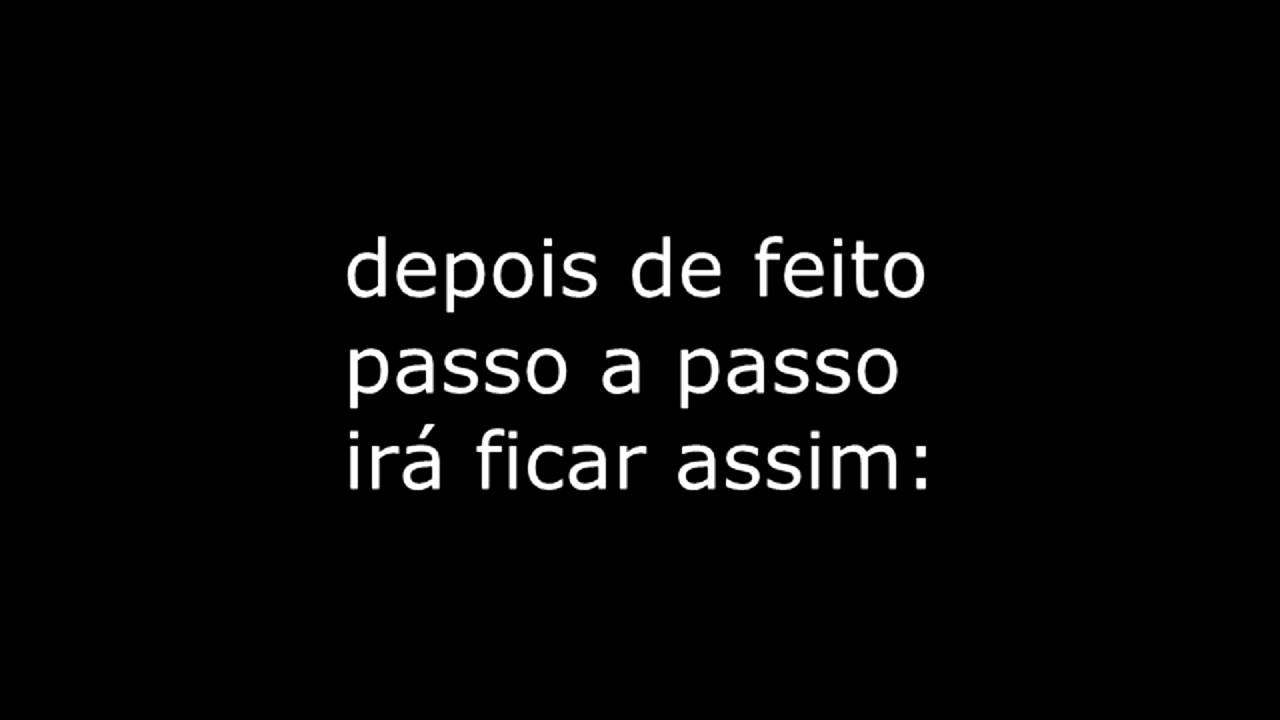 depois de feito
passo a passo
irá ficar assim: